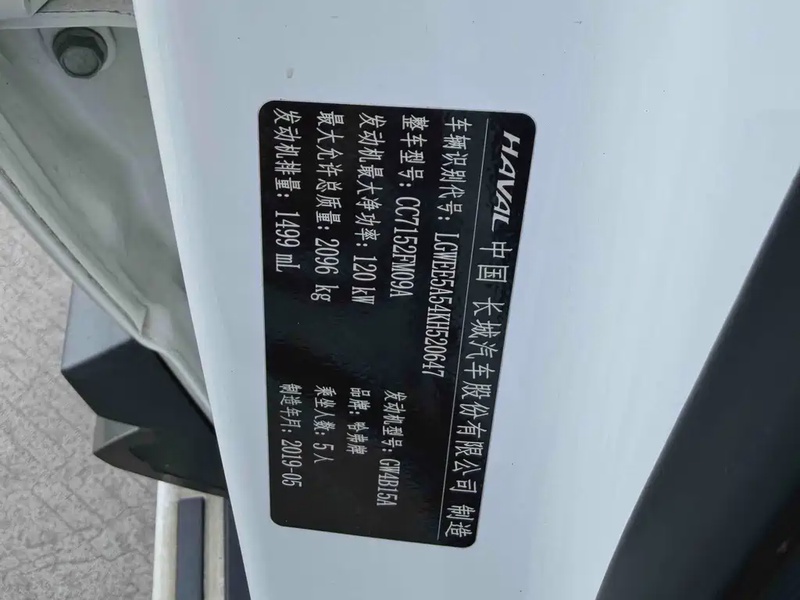 HAVAL 中国 长城汽车股份有限公司 制造
车辆识别代号: LGWEE5A54KH520647
整车型号: CC7152FM09A 发动机型号: GW4B15A
发动机最大净功率: 120 kW 品牌: 哈弗牌
最大允许总质量: 2096 kg 乘坐人数: 5人
发动机排量: 1499 mL 制造年月: 2019-05